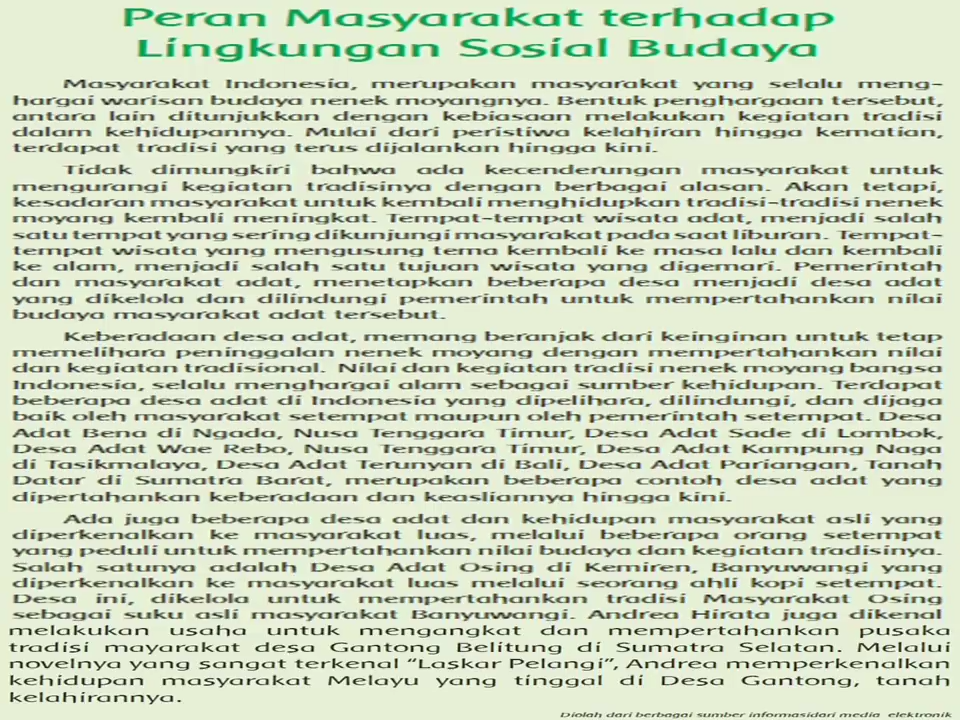 Peran Masyarakat terhadap
Lingkungan Sosial Budaya
Masyarakat Indonesia, merupakan masyarakat yang selalu meng-
hargai warisan budaya nenek moyangnya. Bentuk penghargaan tersebut,
antara lain ditunjukkan dengan kebiasaan melakukan kegiatan tradisi
dalam kehidupannya. Mulai dari peristiwa kelahiran hingga kematian,
terdapat tradisi yang terus dijalankan hingga kini.
Tidak dimungkiri bahwa ada kecenderungan masyarakat untuk
mengurangi kegiatan tradisinya dengan berbagai alasan. Akan tetapi,
kesadaran masyarakat untuk kembali menghidupkan tradisi-tradisi nenek
moyang kembali meningkat. Tempat-tempat wisata adat, menjadi salah
satu tempat yang sering dikunjungi masyarakat pada saat liburan. Tempat-
tempat wisata yang mengusung tema kembali ke masa lalu dan kembali
ke alam, menjadi salah satu tujuan wisata yang digemari. Pemerintah
dan masyarakat adat, menetapkan beberapa desa menjadi desa adat
yang dikelola dan dilindungi pemerintah untuk mempertahankan nilai
budaya masyarakat adat tersebut.
Keberadaan desa adat, memang beranjak dari keinginan untuk tetap
memelihara peninggalan nenek moyang dengan mempertahankan nilai
dan kegiatan tradisional. Nilai dan kegiatan tradisi nenek moyang bangsa
Indonesia, selalu menghargai alam sebagai sumber kehidupan. Terdapat
beberapa desa adat di Indonesia yang dipelihara, dilindungi, dan dijaga
baik oleh masyarakat setempat maupun oleh pemerintah setempat. Desa
Adat Bena di Ngada, Nusa Tenggara Timur, Desa Adat Sade di Lombok,
Desa Adat Wae Rebo, Nusa Tenggara Timur, Desa Adat Kampung Naga
di Tasikmalaya, Desa Adat Terunyan di Bali, Desa Adat Pariangan, Tanah
Datar di Sumatra Barat, merupakan beberapa contoh desa adat yang
dipertahankan keberadaan dan keasliannya hingga kini.
Ada juga beberapa desa adat dan kehidupan masyarakat asli yang
diperkenalkan ke masyarakat luas, melalui beberapa orang setempat
yang peduli untuk mempertahankan nilai budaya dan kegiatan tradisinya.
Salah satunya adalah Desa Adat Osing di Kemiren, Banyuwangi yang
diperkenalkan ke masyarakat luas melalui seorang ahli kopi setempat.
Desa ini, dikelola untuk mempertahankan tradisi Masyarakat Osing
sebagai suku asli masyarakat Banyuwangi. Andrea Hirata juga dikenal
melakukan usaha untuk mengangkat dan mempertahankan pusaka
tradisi mayarakat desa Gantong Belitung di Sumatra Selatan. Melalui
novelnya yang sangat terkenal “Laskar Pelangi”, Andrea memperkenalkan
kehidupan masyarakat Melayu yang tinggal di Desa Gantong, tanah
kelahirannya.
Diolah dari berbagai sumber informasidari media elektronik